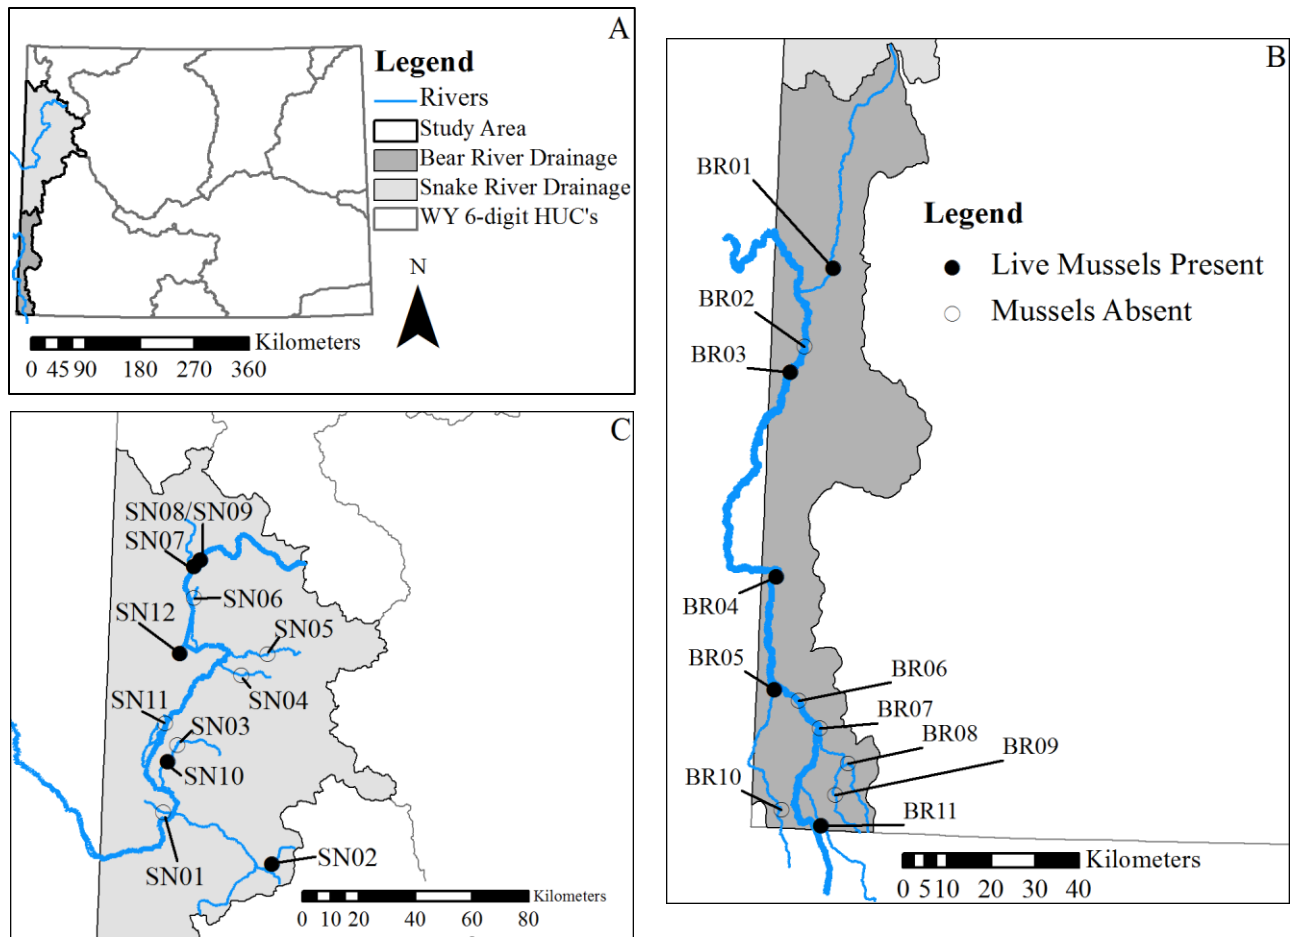 A
Legend
Rivers
Study Area
Bear River Drainage
Snake River Drainage
WY 6-digit HUC's
N
Kilometers
0 45 90 180 270 360
B
BR01
BR02
BR03
BR04
BR05
BR06
BR07
BR08
BR09
BR10
BR11
Legend
Live Mussels Present
Mussels Absent
Kilometers
0 5 10 20 30 40
C
SN08/SN09
SN07
SN06
SN12
SN05
SN04
SN11
SN03
SN10
SN01
SN02
Kilometers
0 10 20 40 60 80